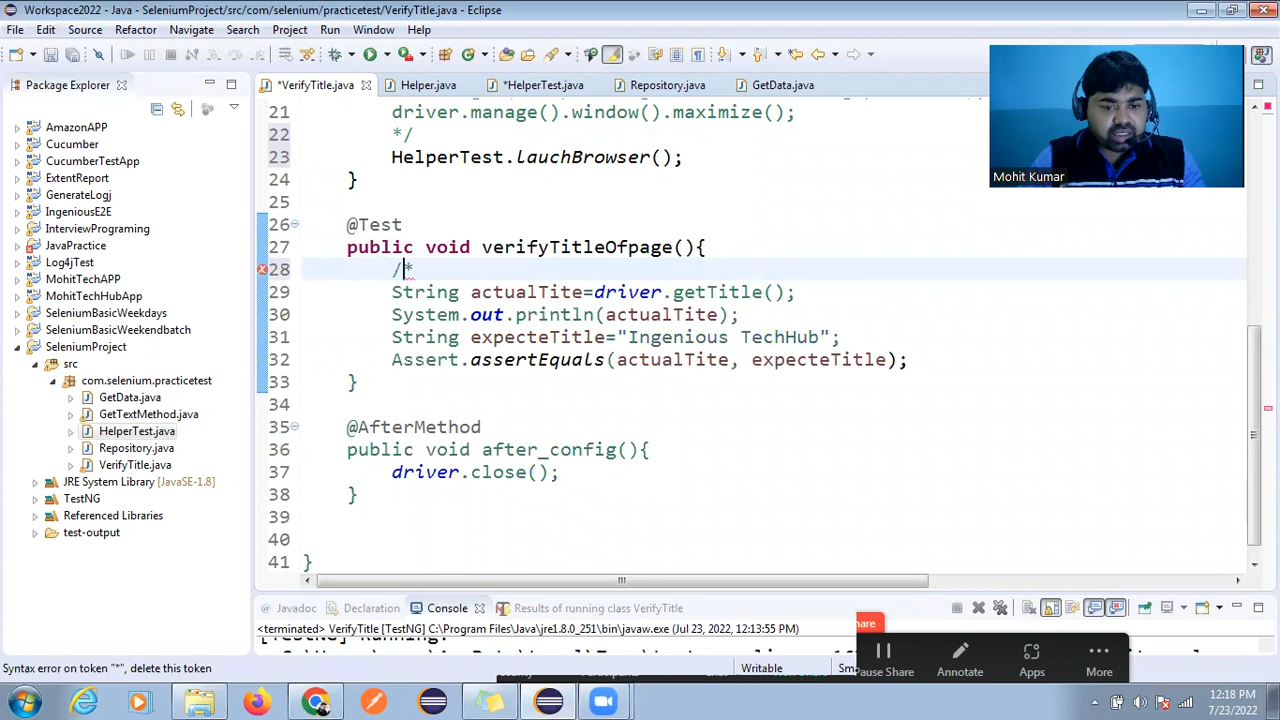 Workspace2022 - Java - SeleniumProject/src/com/selenium/practicetest/VerifyTitle.java - Eclipse
File Edit Source Refactor Navigate Search Project Run Window Help
Package Explorer
*VerifyTitle.java Helper.java *HelperTest.java Repository.java GetData.java
AmazonAPP
Cucumber
CucumberTestApp
ExtentReport
GenerateLogj
IngeniousE2E
InterviewPrograming
JavaPractice
Log4jTest
MohitTechAPP
MohitTechHubApp
SeleniumBasicWeekdays
SeleniumBasicWeekendbatch
SeleniumProject
src
com.selenium.practicetest
GetData.java
GetTextMethod.java
HelperTest.java
Repository.java
VerifyTitle.java
JRE System Library [JavaSE-1.8]
TestNG
Referenced Libraries
test-output
21 driver.manage().window().maximize();
22 */
23 HelperTest.lauchBrowser();
24 }
25
26 @Test
27 public void verifyTitleOfpage(){
28 /*
29 String actualTite=driver.getTitle();
30 System.out.println(actualTite);
31 String expecteTitle="Ingenious TechHub";
32 Assert.assertEquals(actualTite, expecteTitle);
33 }
34
35 @AfterMethod
36 public void after_config(){
37 driver.close();
38 }
39
40
41 }
Mohit Kumar
Javadoc Declaration Console Results of running class VerifyTitle
<terminated> VerifyTitle [TestNG] C:\Program Files\Java\jre1.8.0_251\bin\javaw.exe (Jul 23, 2022, 12:13:55 PM)
[TestNG] Running:
Pause Share Annotate Apps More
Syntax error on token "*", delete this token Writable
12:18 PM
7/23/2022